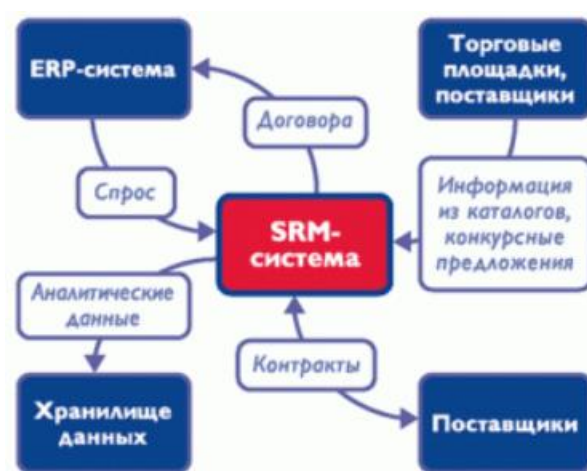 ERP-система
Торговые
площадки,
поставщики
Договора
Спрос
Информация
из каталогов,
конкурсные
предложения
SRM-
система
Аналитические
данные
Контракты
Хранилище
данных
Поставщики